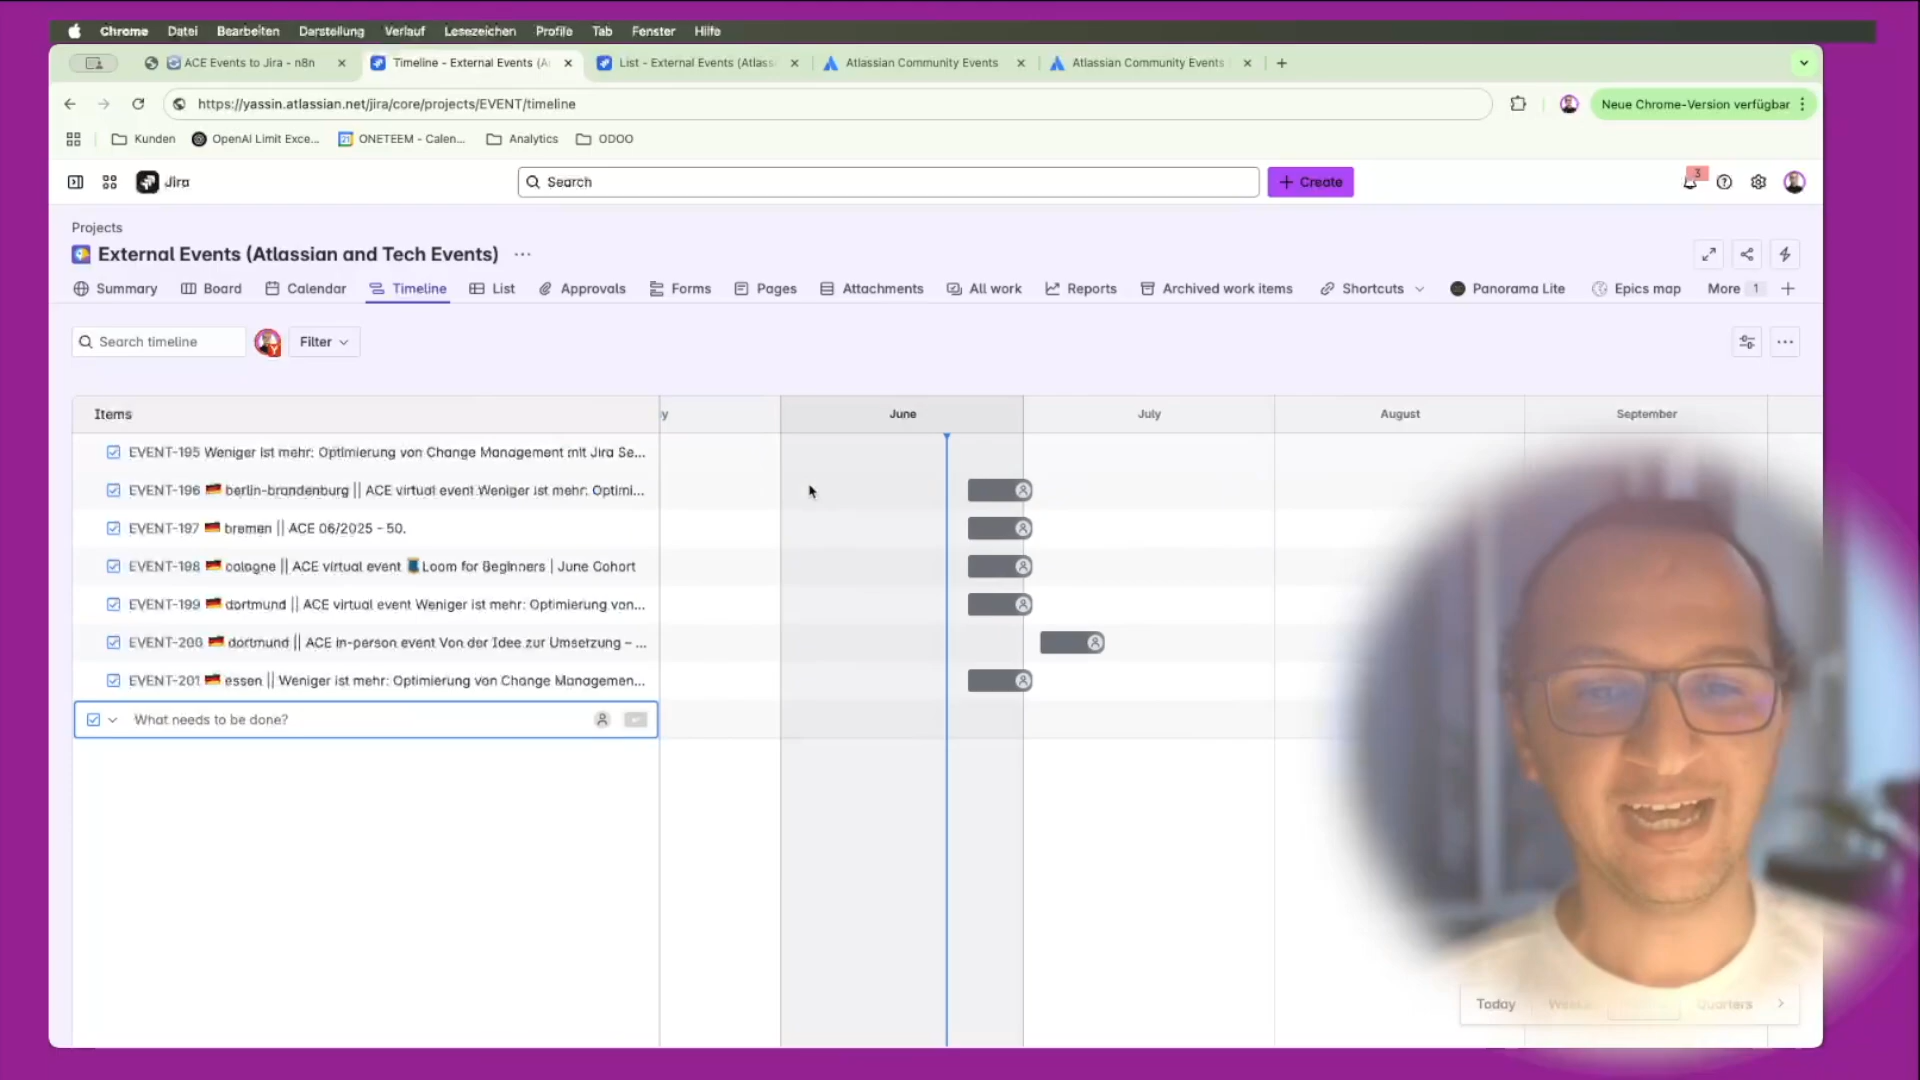 Chrome Datei Bearbeiten Darstellung Verlauf Lesezeichen Profile Tab Fenster Hilfe
ACE Events to Jira - n8n
Timeline - External Events (A
List - External Events (Atlass
Atlassian Community Events
Atlassian Community Events
https://yassin.atlassian.net/jira/core/projects/EVENT/timeline
Neue Chrome-Version verfügbar
Kunden
OpenAI Limit Exce...
ONETEEM - Calen...
Analytics
ODOO
Jira
Search
+ Create
3
Projects
External Events (Atlassian and Tech Events) ...
Summary Board Calendar Timeline List Approvals Forms Pages Attachments All work Reports Archived work items Shortcuts Panorama Lite Epics map More 1
Search timeline
Filter
Items
y June July August September
EVENT-195 Weniger ist mehr: Optimierung von Change Management mit Jira Se...
EVENT-196 🇩🇪 berlin-brandenburg || ACE virtual event Weniger ist mehr: Optimi...
EVENT-197 🇩🇪 bremen || ACE 06/2025 - 50.
EVENT-198 🇩🇪 cologne || ACE virtual event 🧵Loom for Beginners | June Cohort
EVENT-199 🇩🇪 dortmund || ACE virtual event Weniger ist mehr: Optimierung von...
EVENT-200 🇩🇪 dortmund || ACE in-person event Von der Idee zur Umsetzung – ...
EVENT-201 🇩🇪 essen || Weniger ist mehr: Optimierung von Change Managemen...
What needs to be done?
Today
Quarters